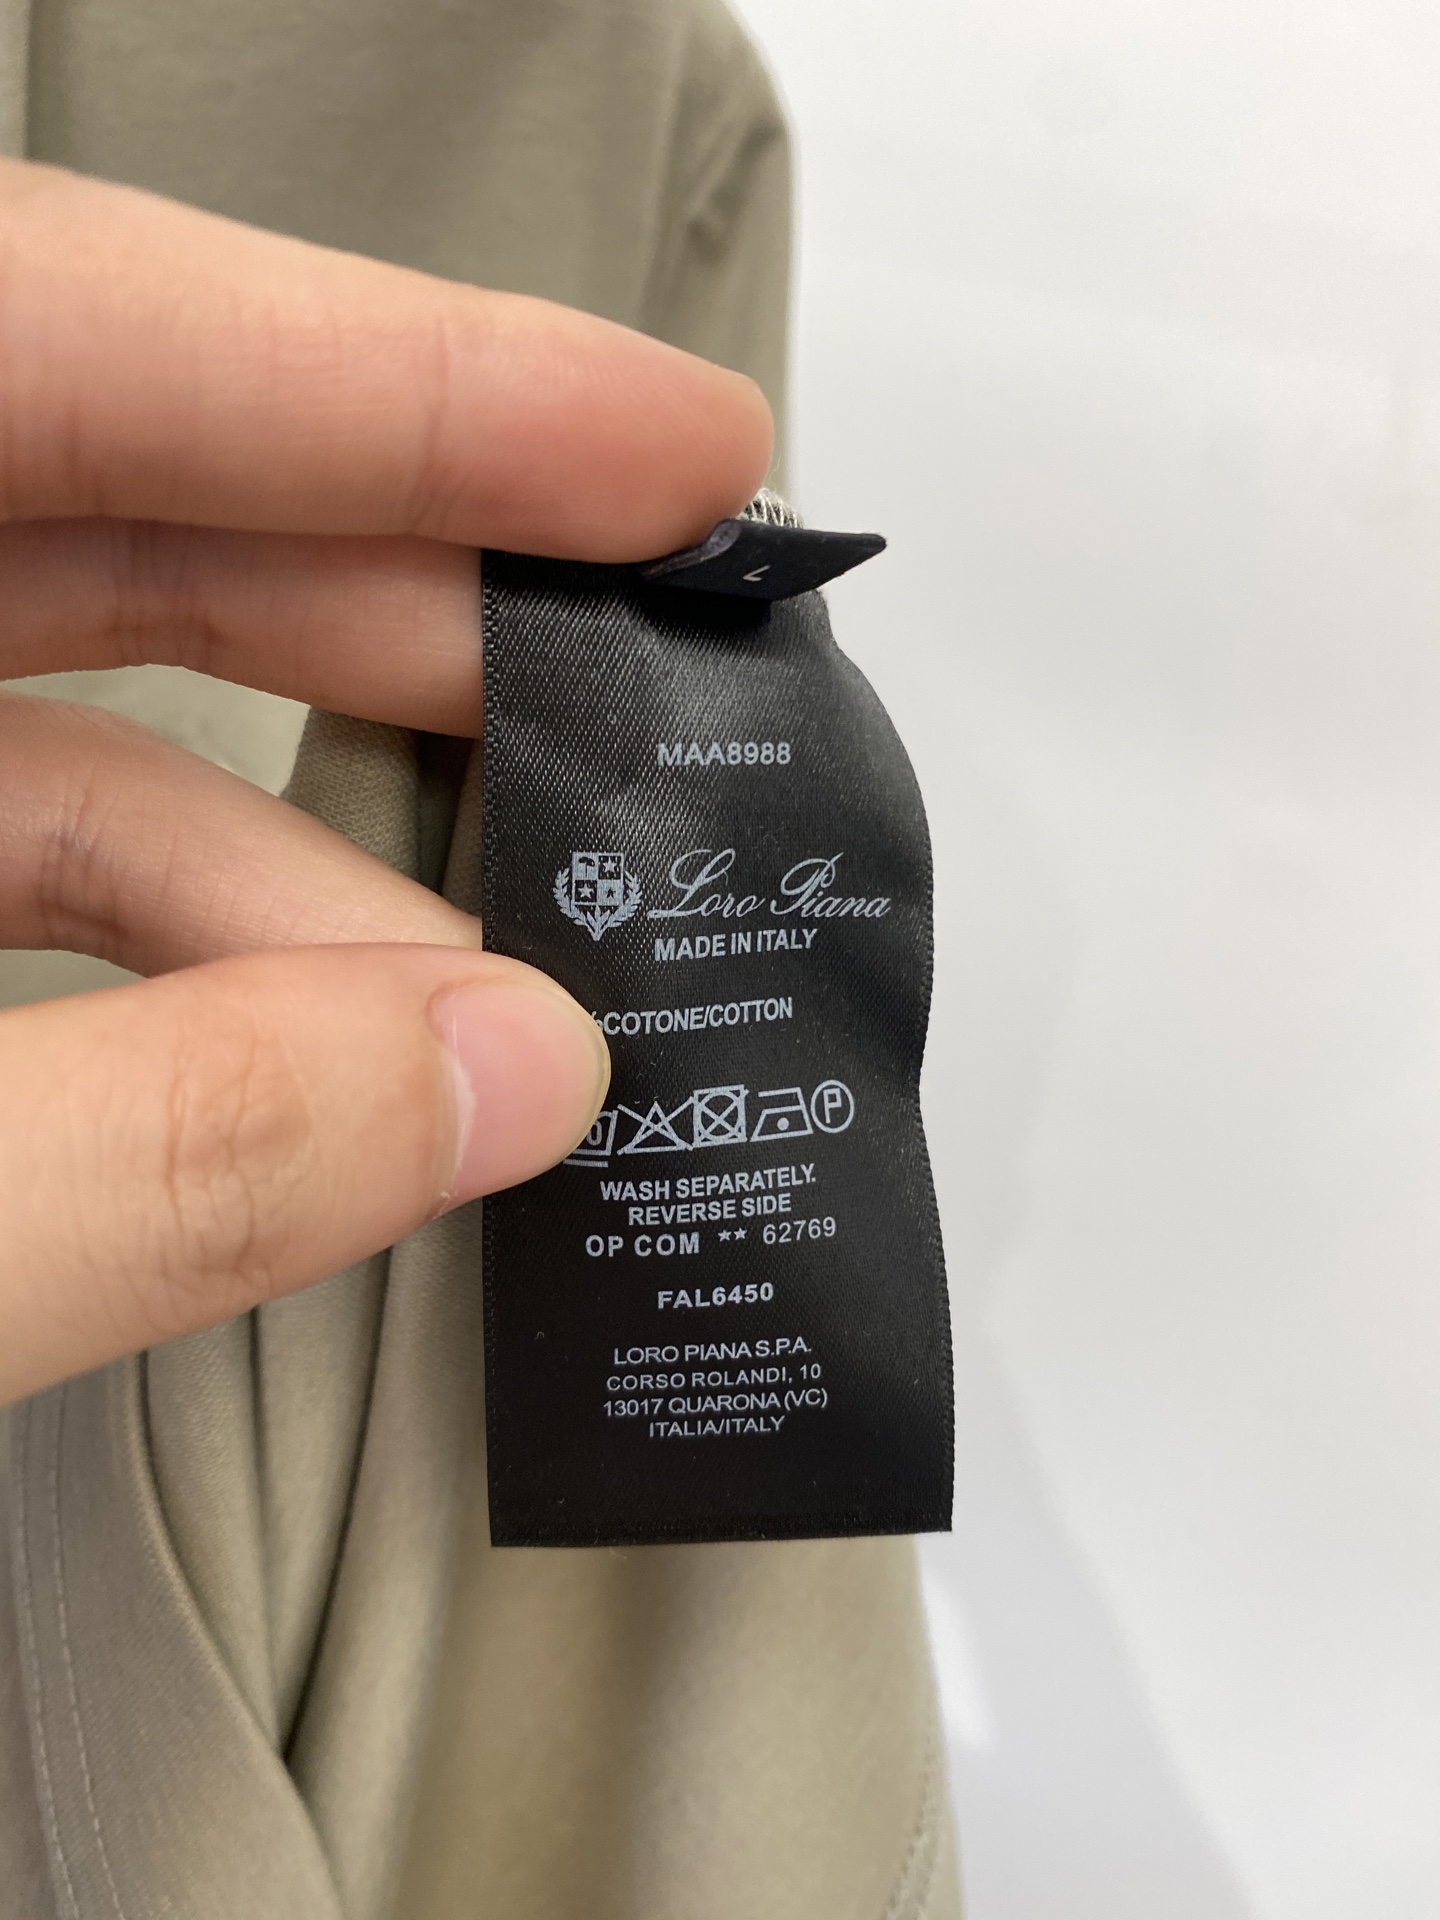 L
MAA8988
Loro Piana
MADE IN ITALY
%COTONE/COTTON
P
WASH SEPARATELY.
REVERSE SIDE
OP COM ** 62769
FAL6450
LORO PIANA S.P.A.
CORSO ROLANDI, 10
13017 QUARONA (VC)
ITALIA/ITALY